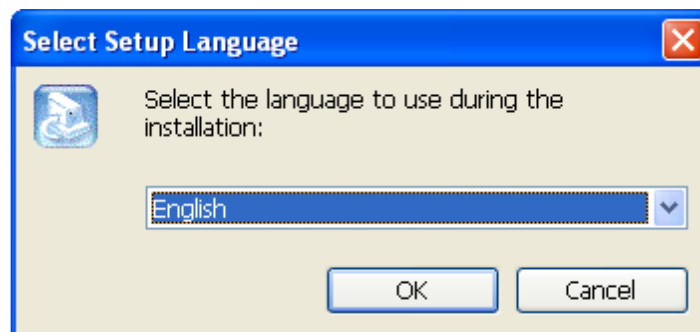 Select Setup Language
Select the language to use during the
installation:
English
OK
Cancel